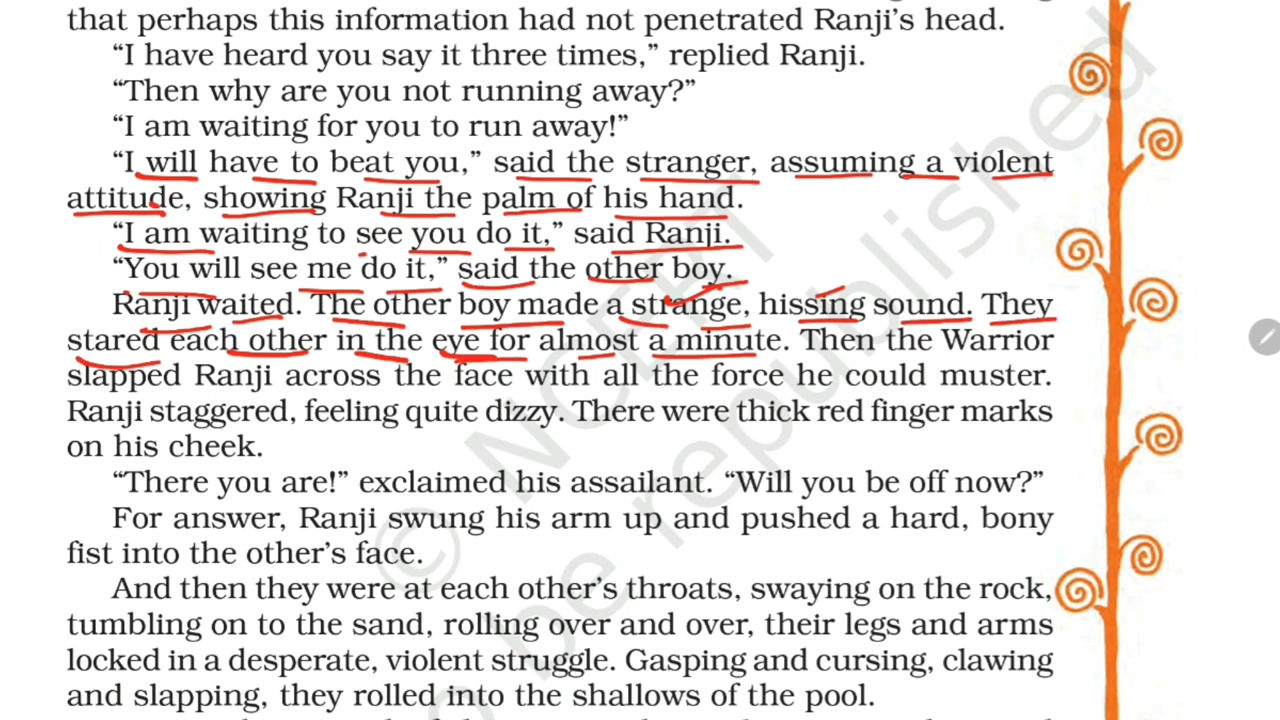 that perhaps this information had not penetrated Ranji’s head.
“I have heard you say it three times,” replied Ranji.
“Then why are you not running away?”
“I am waiting for you to run away!”
“I will have to beat you,” said the stranger, assuming a violent
attitude, showing Ranji the palm of his hand.
“I am waiting to see you do it,” said Ranji.
“You will see me do it,” said the other boy.
Ranji waited. The other boy made a strange, hissing sound. They
stared each other in the eye for almost a minute. Then the Warrior
slapped Ranji across the face with all the force he could muster.
Ranji staggered, feeling quite dizzy. There were thick red finger marks
on his cheek.
“There you are!” exclaimed his assailant. “Will you be off now?”
For answer, Ranji swung his arm up and pushed a hard, bony
fist into the other’s face.
And then they were at each other’s throats, swaying on the rock,
tumbling on to the sand, rolling over and over, their legs and arms
locked in a desperate, violent struggle. Gasping and cursing, clawing
and slapping, they rolled into the shallows of the pool.
© NCERT
o be republished